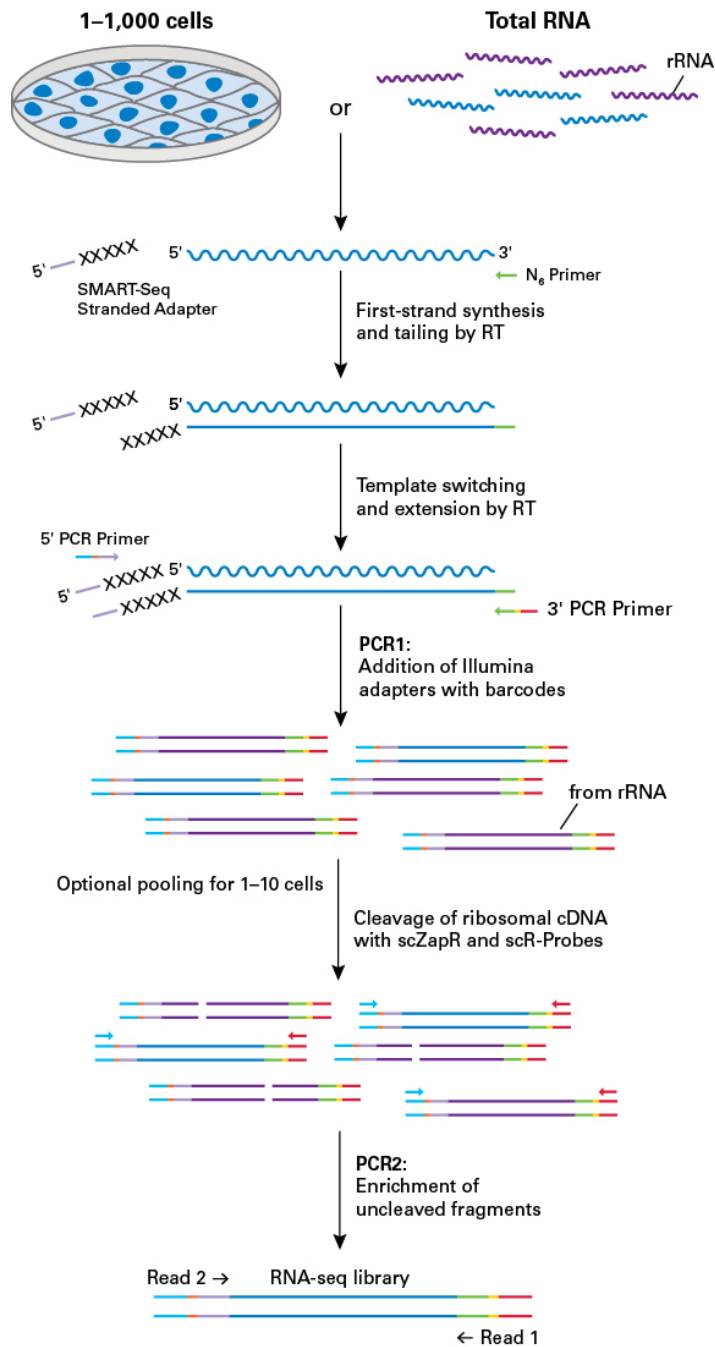 1–1,000 cells
Total RNA
rRNA
or
XXXXX
5'
5'
3'
SMART-Seq
Stranded Adapter
N₆ Primer
First-strand synthesis
and tailing by RT
XXXXX
5'
5'
XXXXX
Template switching
and extension by RT
5' PCR Primer
XXXXX
5'
5'
XXXXX
3' PCR Primer
PCR1:
Addition of Illumina
adapters with barcodes
from rRNA
Optional pooling for 1–10 cells
Cleavage of ribosomal cDNA
with scZapR and scR-Probes
PCR2:
Enrichment of
uncleaved fragments
Read 2 →
RNA-seq library
← Read 1